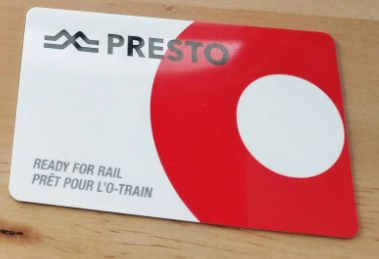 PRESTO
READY FOR RAIL
PRÊT POUR L'O-TRAIN